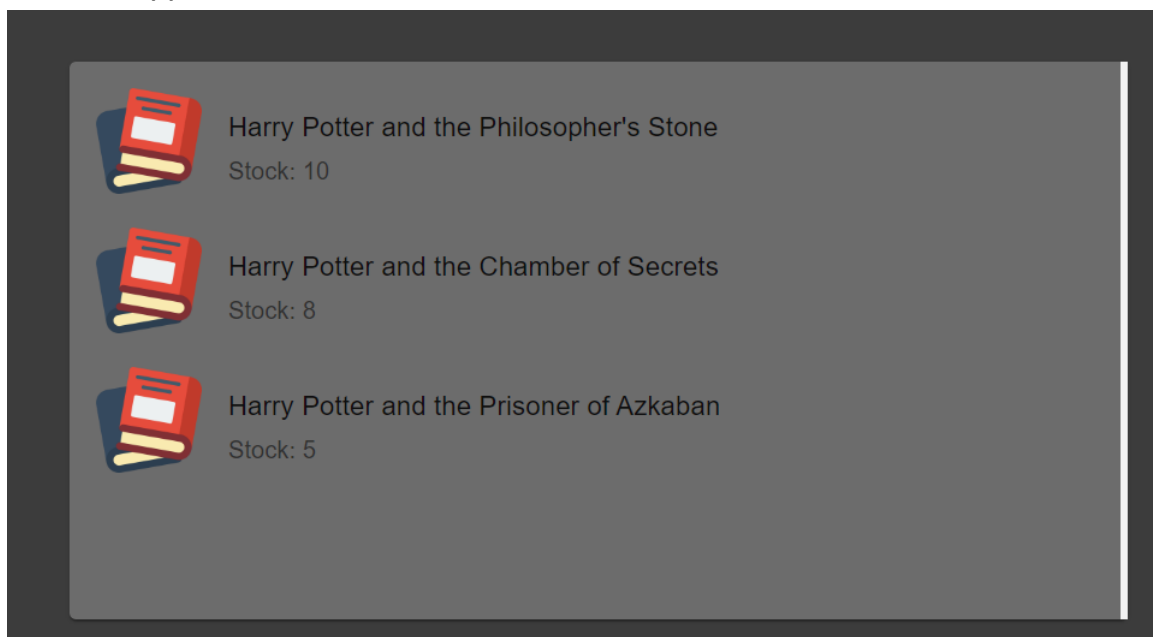 Harry Potter and the Philosopher's Stone
Stock: 10
Harry Potter and the Chamber of Secrets
Stock: 8
Harry Potter and the Prisoner of Azkaban
Stock: 5